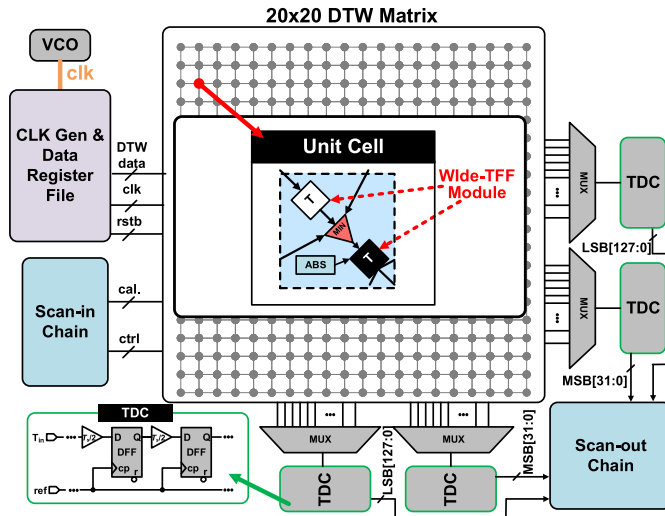 20x20 DTW Matrix
VCO
clk
CLK Gen &
Data
Register
File
DTW
data
clk
rstb
Unit Cell
WIde-TFF
Module
T
MIN
ABS
T
MUX
TDC
LSB[127:0]
MUX
TDC
MSB[31:0]
Scan-in
Chain
cal.
ctrl
TDC
Tin
D Q
DFF
cp r
D Q
DFF
cp r
ref
MUX
TDC
LSB[127:0]
MUX
TDC
MSB[31:0]
Scan-out
Chain